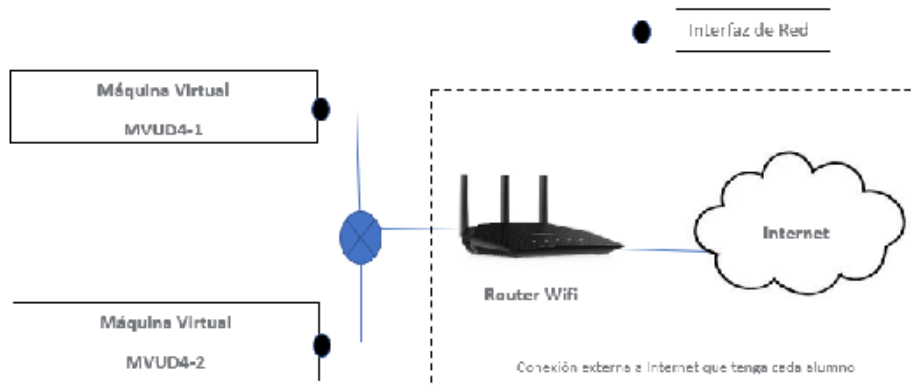 Interfaz de Red
Máquina Virtual
MVUD4-1
Internet
Router Wifi
Máquina Virtual
MVUD4-2
Conexión externa a Internet que tenga cada alumno